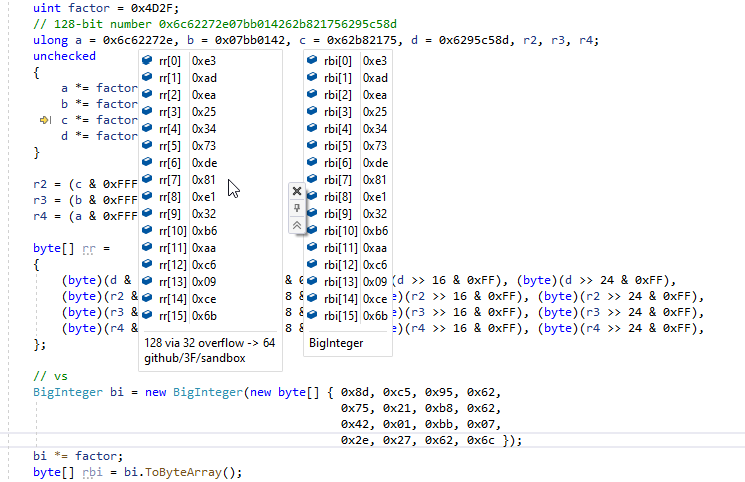 uint factor = 0x4D2F;
// 128-bit number 0x6c62272e07bb014262b821756295c58d
ulong a = 0x6c62272e, b = 0x07bb0142, c = 0x62b82175, d = 0x6295c58d, r2, r3, r4;
unchecked
{
a *= factor
b *= factor
c *= factor
d *= factor
}
r2 = (c & 0xFFF
r3 = (b & 0xFFF
r4 = (a & 0xFFF
byte[] rr =
{
(byte)(d & & 0 (d >> 16 & 0xFF), (byte)(d >> 24 & 0xFF),
(byte)(r2 & 8 & e)(r2 >> 16 & 0xFF), (byte)(r2 >> 24 & 0xFF),
(byte)(r3 & 8 & e)(r3 >> 16 & 0xFF), (byte)(r3 >> 24 & 0xFF),
(byte)(r4 & 8 & e)(r4 >> 16 & 0xFF), (byte)(r4 >> 24 & 0xFF),
};
// vs
BigInteger bi = new BigInteger(new byte[] { 0x8d, 0xc5, 0x95, 0x62,
0x75, 0x21, 0xb8, 0x62,
0x42, 0x01, 0xbb, 0x07,
0x2e, 0x27, 0x62, 0x6c });
bi *= factor;
byte[] rbi = bi.ToByteArray();
rr[0] 0xe3
rr[1] 0xad
rr[2] 0xea
rr[3] 0x25
rr[4] 0x34
rr[5] 0x73
rr[6] 0xde
rr[7] 0x81
rr[8] 0xe1
rr[9] 0x32
rr[10] 0xb6
rr[11] 0xaa
rr[12] 0xc6
rr[13] 0x09
rr[14] 0xce
rr[15] 0x6b
128 via 32 overflow -> 64
github/3F/sandbox
rbi[0] 0xe3
rbi[1] 0xad
rbi[2] 0xea
rbi[3] 0x25
rbi[4] 0x34
rbi[5] 0x73
rbi[6] 0xde
rbi[7] 0x81
rbi[8] 0xe1
rbi[9] 0x32
rbi[10] 0xb6
rbi[11] 0xaa
rbi[12] 0xc6
rbi[13] 0x09
rbi[14] 0xce
rbi[15] 0x6b
BigInteger